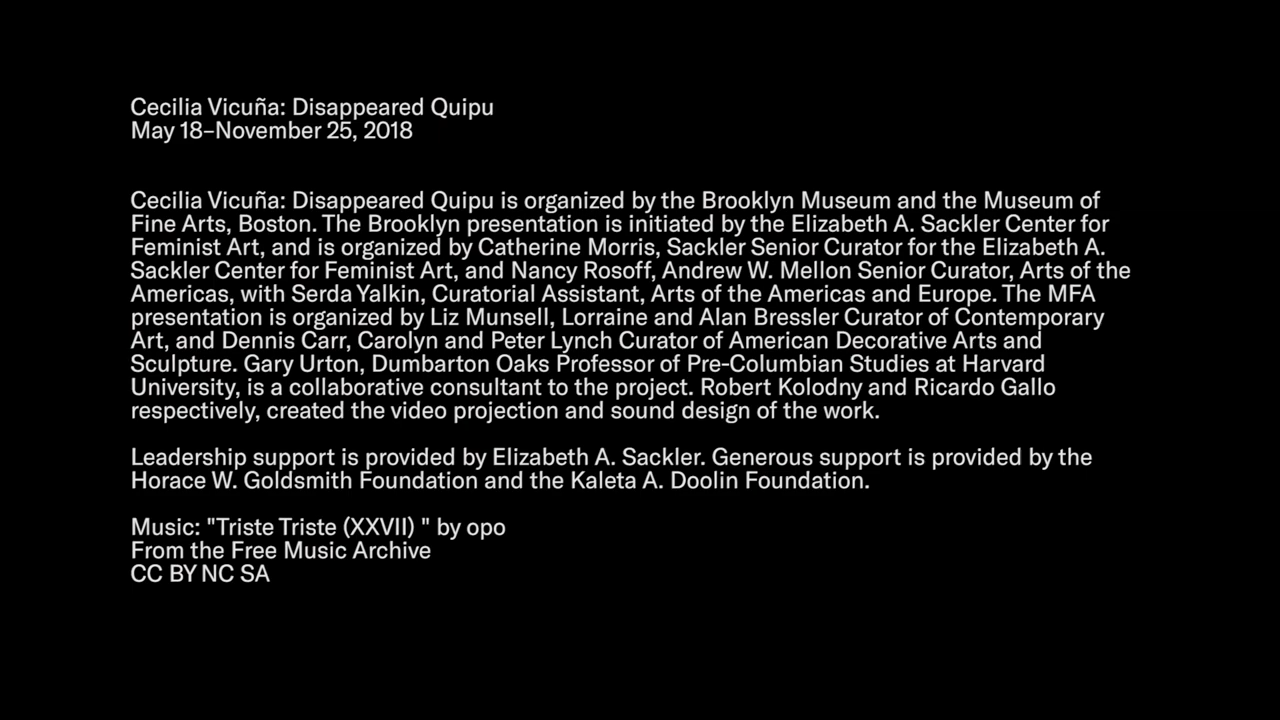 Cecilia Vicuña: Disappeared Quipu
May 18–November 25, 2018
Cecilia Vicuña: Disappeared Quipu is organized by the Brooklyn Museum and the Museum of
Fine Arts, Boston. The Brooklyn presentation is initiated by the Elizabeth A. Sackler Center for
Feminist Art, and is organized by Catherine Morris, Sackler Senior Curator for the Elizabeth A.
Sackler Center for Feminist Art, and Nancy Rosoff, Andrew W. Mellon Senior Curator, Arts of the
Americas, with Serda Yalkin, Curatorial Assistant, Arts of the Americas and Europe. The MFA
presentation is organized by Liz Munsell, Lorraine and Alan Bressler Curator of Contemporary
Art, and Dennis Carr, Carolyn and Peter Lynch Curator of American Decorative Arts and
Sculpture. Gary Urton, Dumbarton Oaks Professor of Pre-Columbian Studies at Harvard
University, is a collaborative consultant to the project. Robert Kolodny and Ricardo Gallo
respectively, created the video projection and sound design of the work.
Leadership support is provided by Elizabeth A. Sackler. Generous support is provided by the
Horace W. Goldsmith Foundation and the Kaleta A. Doolin Foundation.
Music: "Triste Triste (XXVII) " by opo
From the Free Music Archive
CC BY NC SA